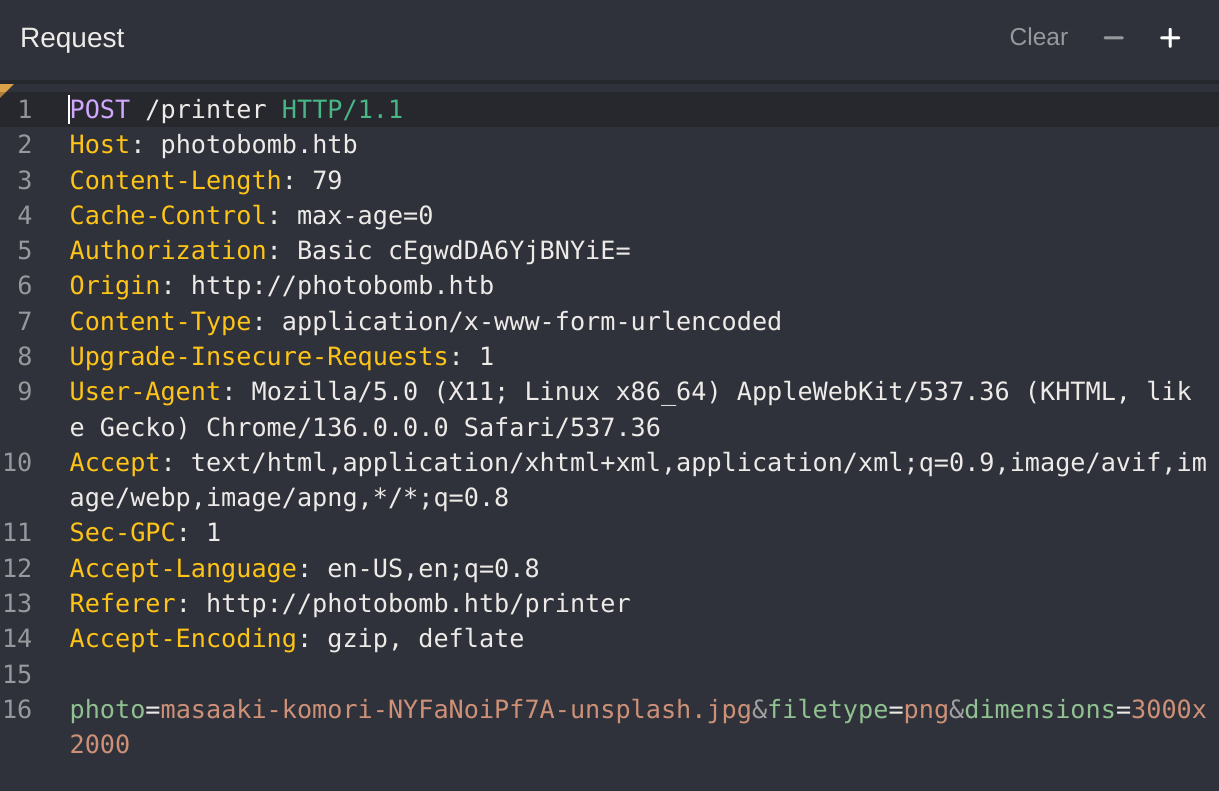 Request
Clear − +
1 POST /printer HTTP/1.1
2 Host: photobomb.htb
3 Content-Length: 79
4 Cache-Control: max-age=0
5 Authorization: Basic cEgwdDA6YjBNYiE=
6 Origin: http://photobomb.htb
7 Content-Type: application/x-www-form-urlencoded
8 Upgrade-Insecure-Requests: 1
9 User-Agent: Mozilla/5.0 (X11; Linux x86_64) AppleWebKit/537.36 (KHTML, lik
e Gecko) Chrome/136.0.0.0 Safari/537.36
10 Accept: text/html,application/xhtml+xml,application/xml;q=0.9,image/avif,im
age/webp,image/apng,*/*;q=0.8
11 Sec-GPC: 1
12 Accept-Language: en-US,en;q=0.8
13 Referer: http://photobomb.htb/printer
14 Accept-Encoding: gzip, deflate
15
16 photo=masaaki-komori-NYFaNoiPf7A-unsplash.jpg&filetype=png&dimensions=3000x
2000